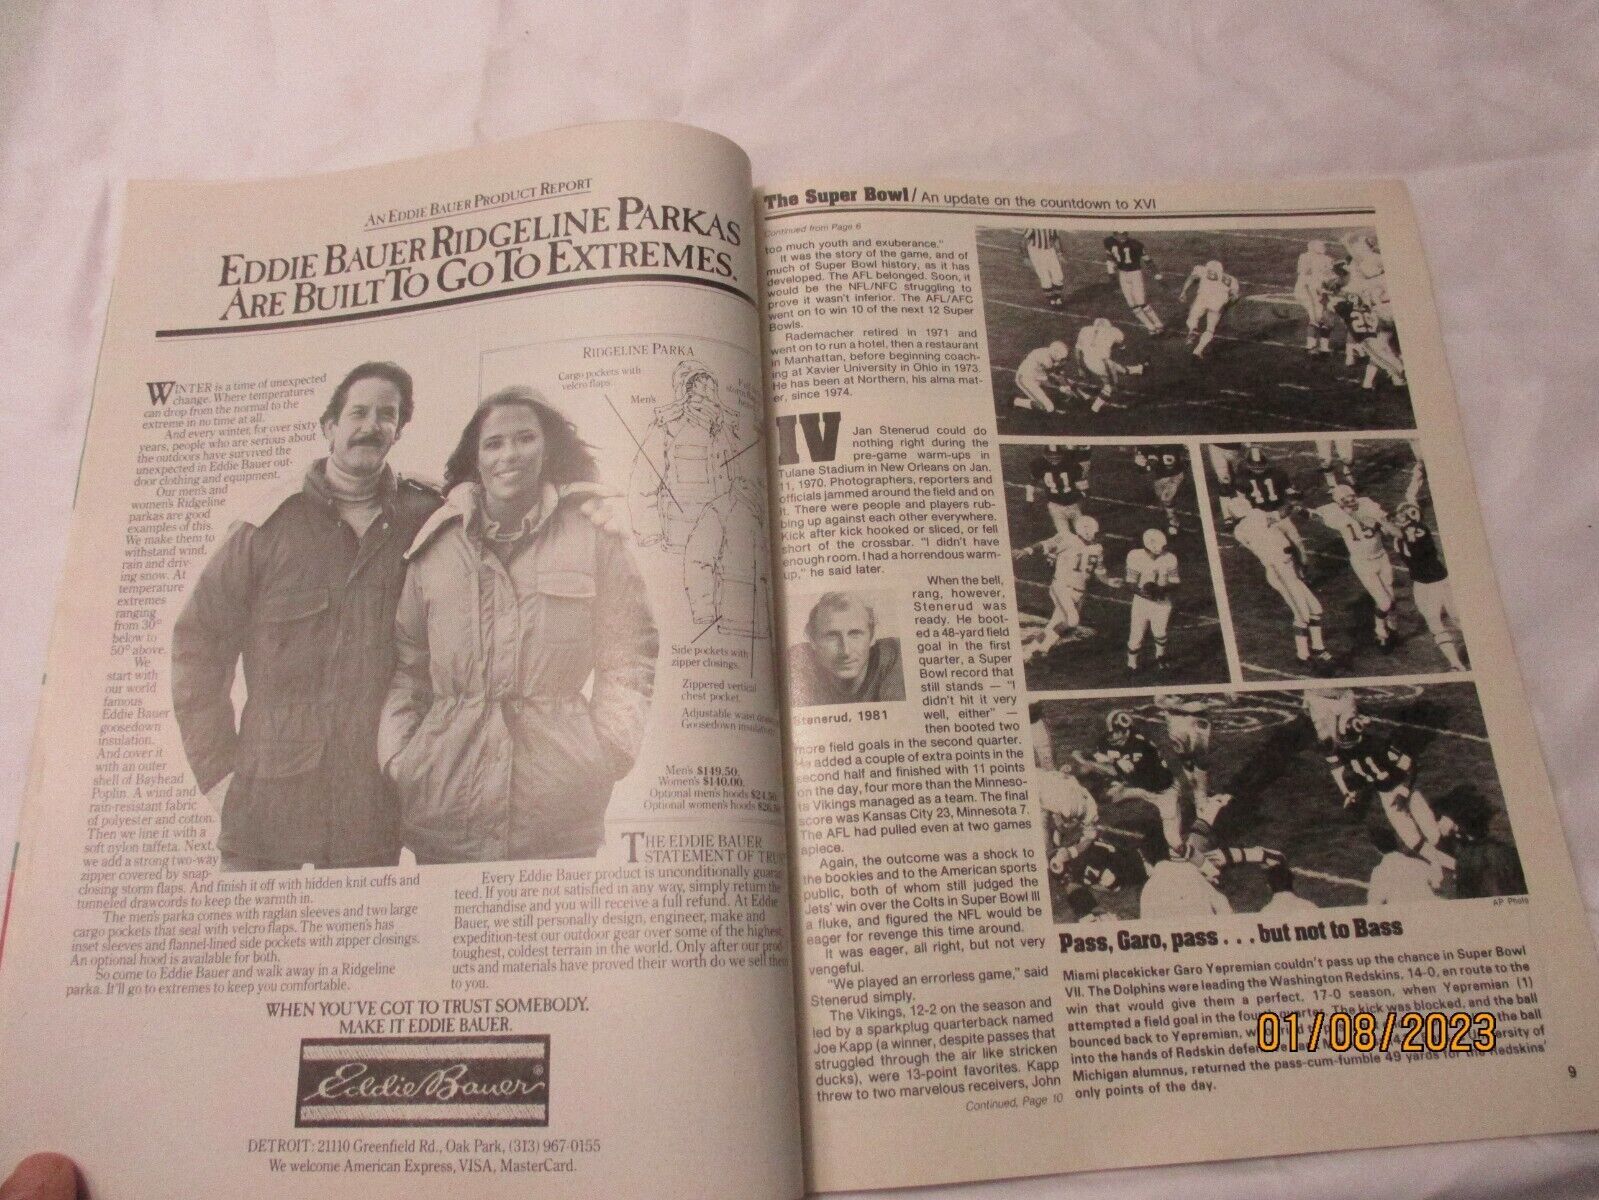 AN EDDIE BAUER PRODUCT REPORT
EDDIE BAUER RIDGELINE PARKAS
ARE BUILT TO GO TO EXTREMES.
WINTER is a time of unexpected
change. Where temperatures
can drop from the normal to the
extreme in no time at all.
And every winter, for over sixty
years, people who are serious about
the outdoors have survived the
unexpected in Eddie Bauer out-
door clothing and equipment.
Our men's and
women's Ridgeline
parkas are good
examples of this.
We make them to
withstand wind,
rain and driv-
ing snow. At
temperature
extremes
ranging
from 30°
below to
50° above.
We
start with
our world
famous
Eddie Bauer
goosedown
insulation.
And cover it
with an outer
shell of Bayhead
Poplin. A wind and
rain-resistant fabric
of polyester and cotton.
Then we line it with a
soft nylon taffeta. Next,
we add a strong two-way
zipper covered by snap-
closing storm flaps. And finish it off with hidden knit cuffs and
tunneled drawcords to keep the warmth in.
The men's parka comes with raglan sleeves and two large
cargo pockets that seal with velcro flaps. The women's has
inset sleeves and flannel-lined side pockets with zipper closings.
An optional hood is available for both.
So come to Eddie Bauer and walk away in a Ridgeline
parka. It'll go to extremes to keep you comfortable.
RIDGELINE PARKA
Cargo pockets with
velcro flaps.
Men's
Side pockets with
zipper closings.
Zippered vertical
chest pocket.
Adjustable waist
Goosedown insulation
Men's $149.50.
Women's $140.00.
Optional men's hoods $24.50
Optional women's hoods $26.50
THE EDDIE BAUER
STATEMENT OF TRUST
Every Eddie Bauer product is unconditionally guaran
teed. If you are not satisfied in any way, simply return the
merchandise and you will receive a full refund. At Eddie
Bauer, we still personally design, engineer, make and
expedition-test our outdoor gear over some of the highest,
toughest, coldest terrain in the world. Only after our prod-
ucts and materials have proved their worth do we sell them
to you.
WHEN YOU'VE GOT TO TRUST SOMEBODY.
MAKE IT EDDIE BAUER.
Eddie Bauer®
DETROIT: 21110 Greenfield Rd., Oak Park, (313) 967-0155
We welcome American Express, VISA, MasterCard.
The Super Bowl/An update on the countdown to XVI
Continued from Page 6
too much youth and exuberance."
It was the story of the game, and of
much of Super Bowl history, as it has
developed. The AFL belonged. Soon, it
would be the NFL/NFC struggling to
prove it wasn't inferior. The AFL/AFC
went on to win 10 of the next 12 Super
Bowls.
Rademacher retired in 1971 and
went on to run a hotel, then a restaurant
in Manhattan, before beginning coach-
ing at Xavier University in Ohio in 1973.
He has been at Northern, his alma mat-
er, since 1974.
IV
Jan Stenerud could do
nothing right during the
pre-game warm-ups in
Tulane Stadium in New Orleans on Jan.
11, 1970. Photographers, reporters and
officials jammed around the field and on
it. There were people and players rub-
bing up against each other everywhere.
Kick after kick hooked or sliced, or fell
short of the crossbar. "I didn't have
enough room. I had a horrendous warm-
up," he said later.
When the bell,
rang, however,
Stenerud was
ready. He boot-
ed a 48-yard field
goal in the first
quarter, a Super
Bowl record that
still stands — "I
didn't hit it very
well, either" —
then booted two
Stenerud, 1981
more field goals in the second quarter.
He added a couple of extra points in the
second half and finished with 11 points
on the day, four more than the Minneso-
ta Vikings managed as a team. The final
score was Kansas City 23, Minnesota 7.
The AFL had pulled even at two games
apiece.
Again, the outcome was a shock to
the bookies and to the American sports
public, both of whom still judged the
Jets' win over the Colts in Super Bowl III
a fluke, and figured the NFL would be
eager for revenge this time around.
It was eager, all right, but not very
vengeful.
"We played an errorless game," said
Stenerud simply.
The Vikings, 12-2 on the season and
led by a sparkplug quarterback named
Joe Kapp (a winner, despite passes that
struggled through the air like stricken
ducks), were 13-point favorites. Kapp
threw to two marvelous receivers, John
Continued, Page 10
AP Photo
Pass, Garo, pass . . . but not to Bass
Miami placekicker Garo Yepremian couldn't pass up the chance in Super Bowl
VII. The Dolphins were leading the Washington Redskins, 14-0, en route to the
win that would give them a perfect, 17-0 season, when Yepremian (1)
attempted a field goal in the fourth quarter. The kick was blocked, and the ball
bounced back to Yepremian, the ball
into the hands of Redskin University of
Michigan alumnus, returned the pass-cum-fumble 49 yards for the Redskins'
only points of the day.
9
01/08/2023